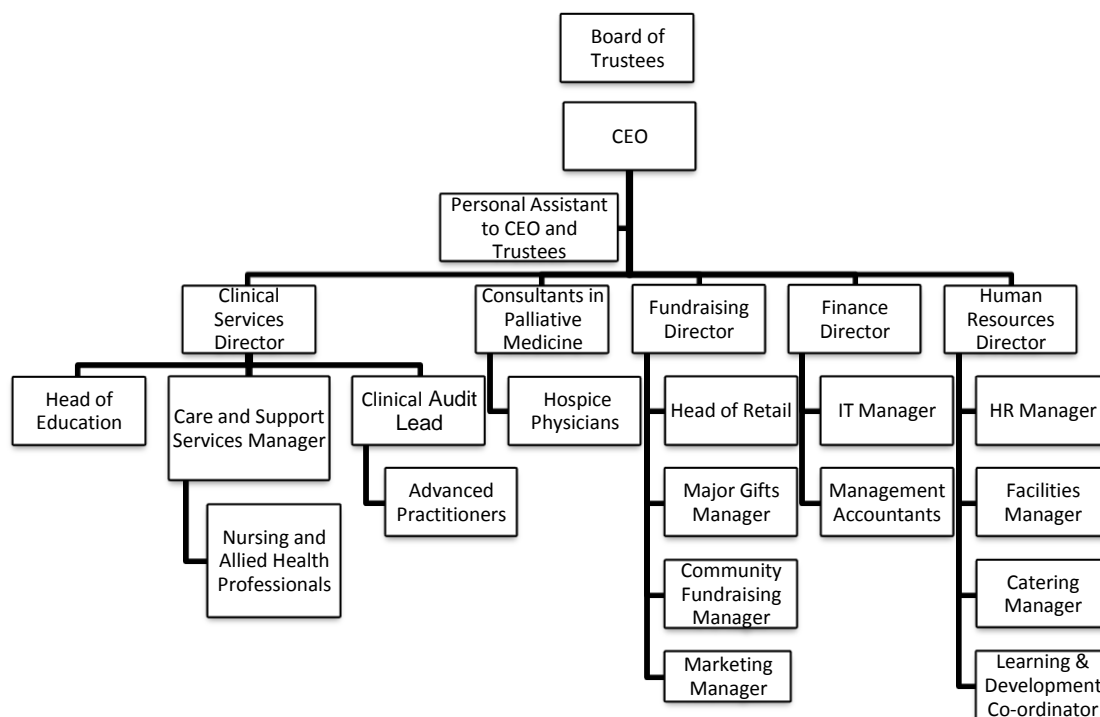 Board of
Trustees
CEO
Personal Assistant
to CEO and
Trustees
Clinical
Services
Director
Consultants in
Palliative
Medicine
Fundraising
Director
Finance
Director
Human
Resources
Director
Head of
Education
Care and Support
Services Manager
Clinical Audit
Lead
Hospice
Physicians
Head of Retail
IT Manager
HR Manager
Advanced
Practitioners
Major Gifts
Manager
Management
Accountants
Facilities
Manager
Nursing and
Allied Health
Professionals
Community
Fundraising
Manager
Catering
Manager
Marketing
Manager
Learning &
Development
Co-ordinator